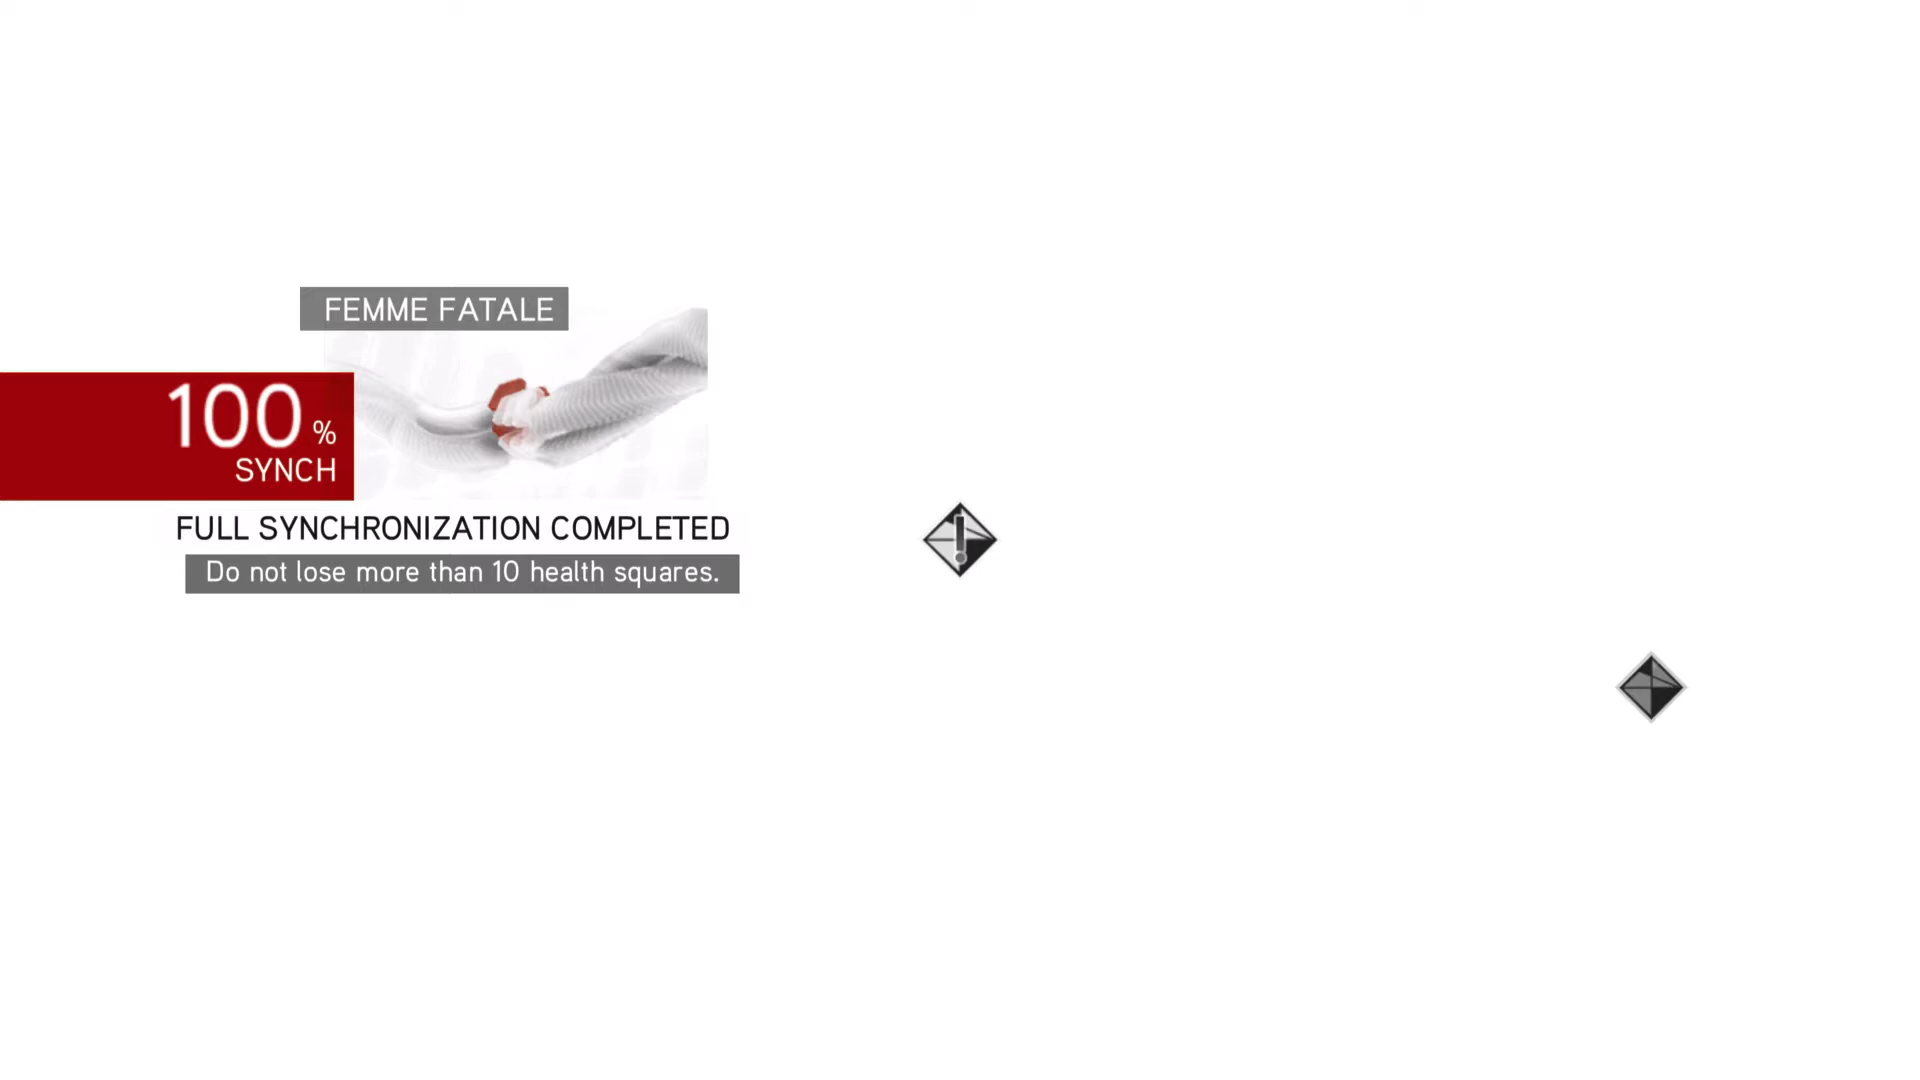 FEMME FATALE
100 %
SYNCH
FULL SYNCHRONIZATION COMPLETED
Do not lose more than 10 health squares.